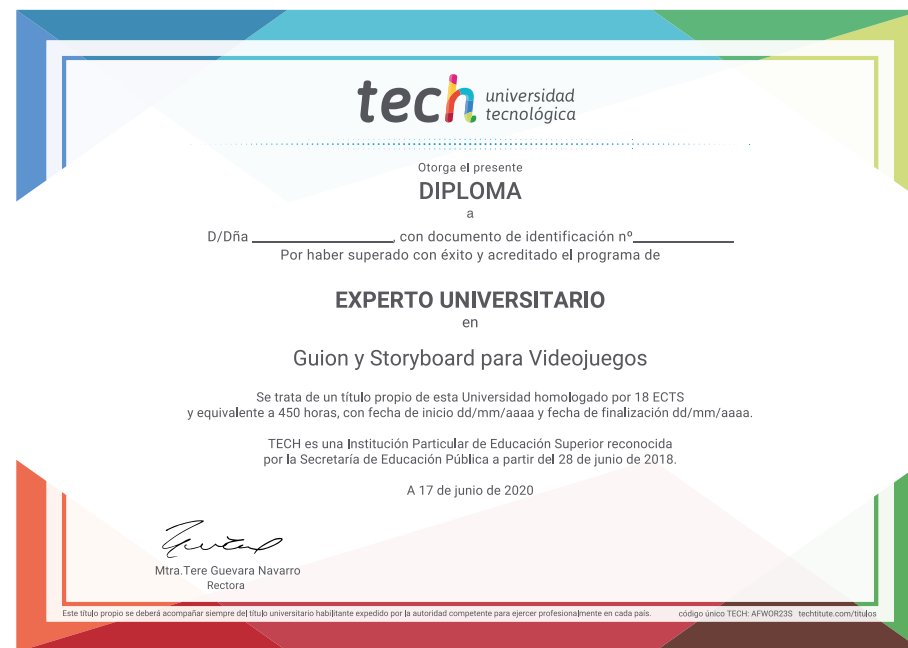 tech universidad
tecnológica
Otorga el presente
DIPLOMA
a
D/Dña ____________________, con documento de identificación nº______________
Por haber superado con éxito y acreditado el programa de
EXPERTO UNIVERSITARIO
en
Guion y Storyboard para Videojuegos
Se trata de un título propio de esta Universidad homologado por 18 ECTS
y equivalente a 450 horas, con fecha de inicio dd/mm/aaaa y fecha de finalización dd/mm/aaaa.
TECH es una Institución Particular de Educación Superior reconocida
por la Secretaría de Educación Pública a partir del 28 de junio de 2018.
A 17 de junio de 2020
Mtra.Tere Guevara Navarro
Rectora
Este título propio se deberá acompañar siempre del título universitario habilitante expedido por la autoridad competente para ejercer profesionalmente en cada país. código único TECH: AFWOR23S techtitute.com/titulos